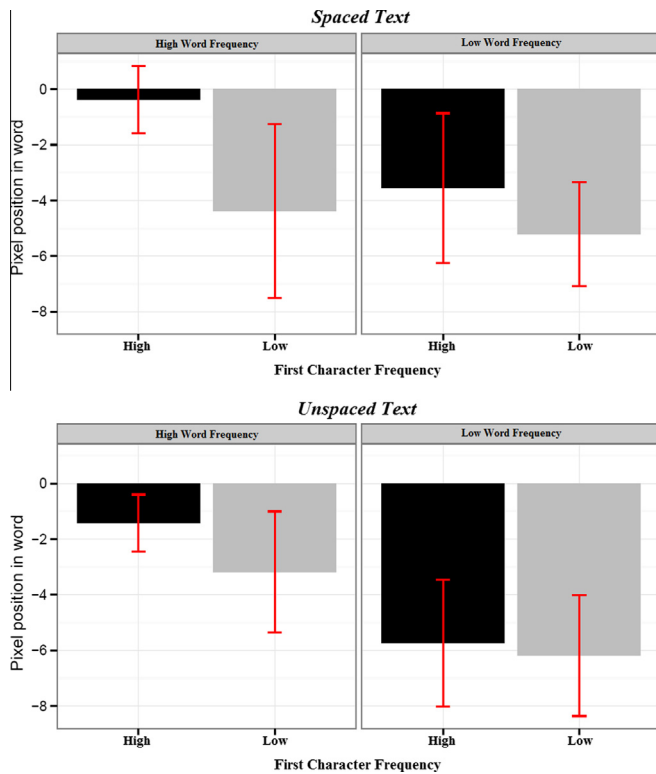 Spaced Text
High Word Frequency
Low Word Frequency
Pixel position in word
0
−2
−4
−6
−8
High
Low
High
Low
First Character Frequency
Unspaced Text
High Word Frequency
Low Word Frequency
Pixel position in word
0
−2
−4
−6
−8
High
Low
High
Low
First Character Frequency